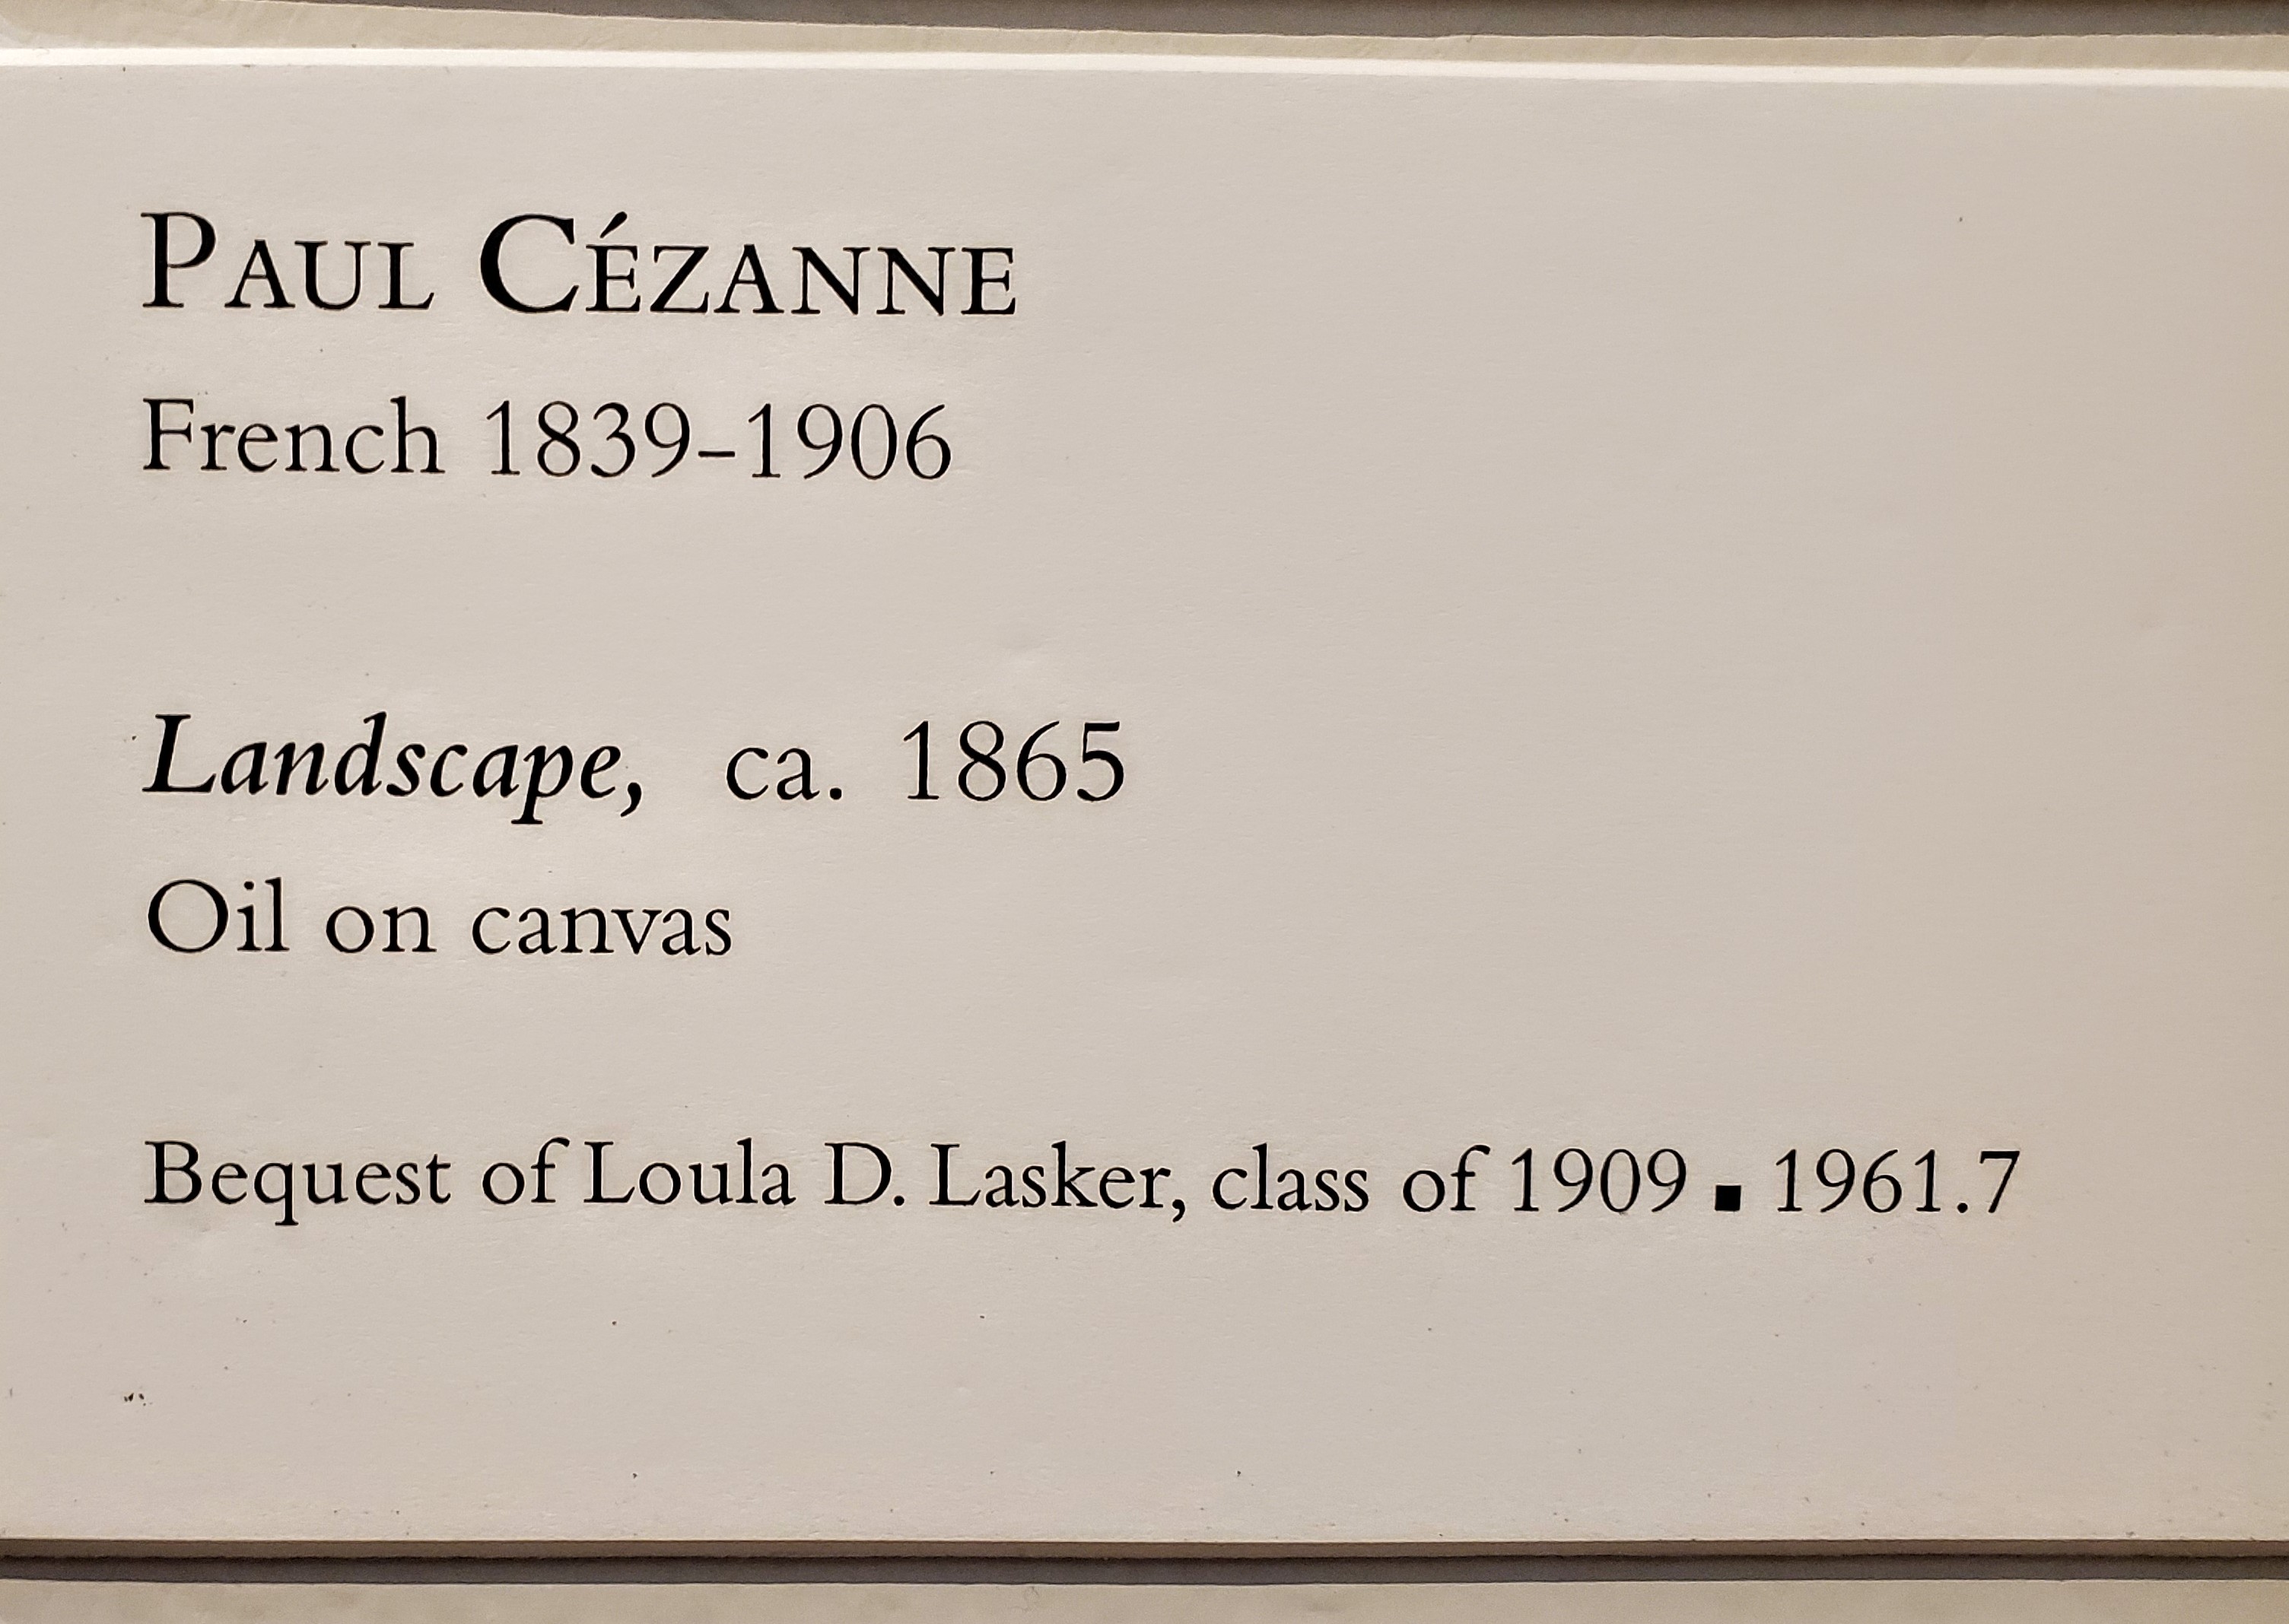 PAUL CÉZANNE
French 1839–1906
Landscape, ca. 1865
Oil on canvas
Bequest of Loula D. Lasker, class of 1909 ▪ 1961.7